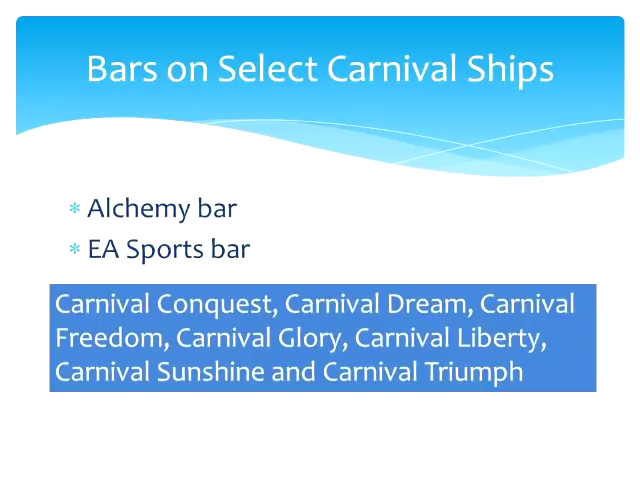 Bars on Select Carnival Ships
Alchemy bar
EA Sports bar
Carnival Conquest, Carnival Dream, Carnival
Freedom, Carnival Glory, Carnival Liberty,
Carnival Sunshine and Carnival Triumph